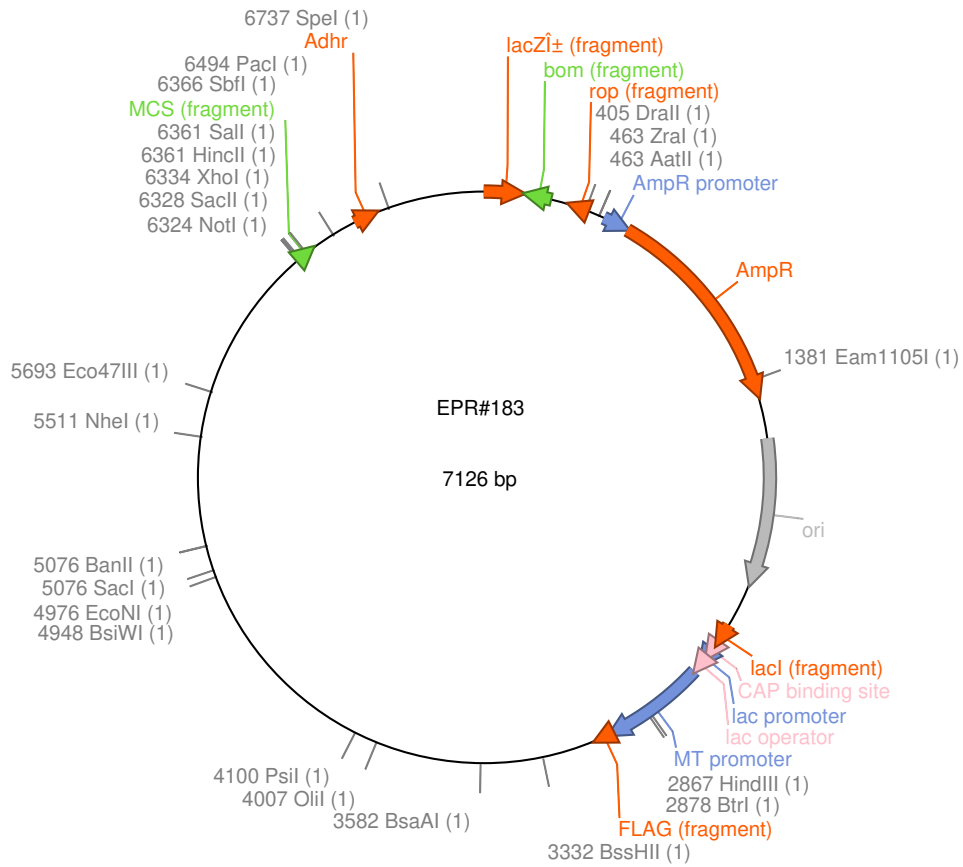 6737 SpeI (1)
Adhr
lacZÎ± (fragment)
6494 PacI (1)
bom (fragment)
6366 SbfI (1)
rop (fragment)
MCS (fragment)
405 DraII (1)
6361 SalI (1)
463 ZraI (1)
6361 HincII (1)
463 AatII (1)
6334 XhoI (1)
AmpR promoter
6328 SacII (1)
6324 NotI (1)
AmpR
1381 Eam1105I (1)
5693 Eco47III (1)
EPR#183
5511 NheI (1)
7126 bp
ori
5076 BanII (1)
5076 SacI (1)
4976 EcoNI (1)
4948 BsiWI (1)
lacI (fragment)
CAP binding site
lac promoter
lac operator
MT promoter
4100 PsiI (1)
2867 HindIII (1)
4007 OliI (1)
2878 BtrI (1)
3582 BsaAI (1)
FLAG (fragment)
3332 BssHII (1)